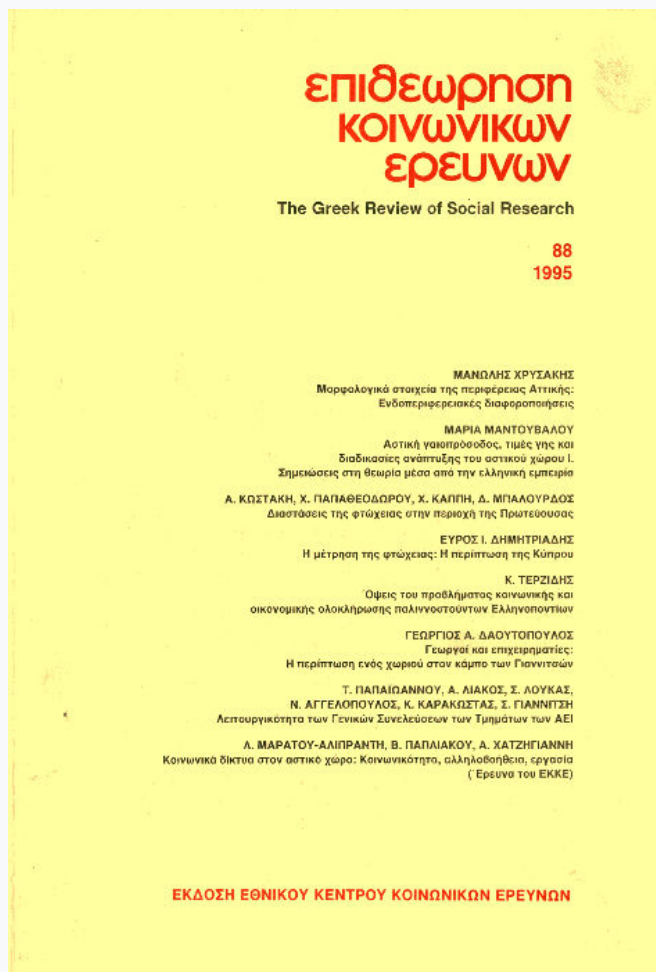 επιθεωρηση
κοινωνικων
ερευνων
The Greek Review of Social Research
88
1995
ΜΑΝΩΛΗΣ ΧΡΥΣΑΚΗΣ
Μορφολογικά στοιχεία της περιφέρειας Αττικής:
Ενδοπεριφερειακές διαφοροποιήσεις
ΜΑΡΙΑ ΜΑΝΤΟΥΒΑΛΟΥ
Αστική γαιοπρόσοδος, τιμές γης και
διαδικασίες ανάπτυξης του αστικού χώρου Ι.
Σημειώσεις στη θεωρία μέσα από την ελληνική εμπειρία
Α. ΚΩΣΤΑΚΗ, Χ. ΠΑΠΑΘΕΟΔΩΡΟΥ, Χ. ΚΑΠΠΗ, Δ. ΜΠΑΛΟΥΡΔΟΣ
Διαστάσεις της φτώχειας στην περιοχή της Πρωτεύουσας
ΕΥΡΟΣ Ι. ΔΗΜΗΤΡΙΑΔΗΣ
Η μέτρηση της φτώχειας: Η περίπτωση της Κύπρου
Κ. ΤΕΡΖΙΔΗΣ
Όψεις του προβλήματος κοινωνικής και
οικονομικής ολοκλήρωσης παλιννοστούντων Ελληνοποντίων
ΓΕΩΡΓΙΟΣ Α. ΔΑΟΥΤΟΠΟΥΛΟΣ
Γεωργοί και επιχειρηματίες:
Η περίπτωση ενός χωριού στον κάμπο των Γιαννιτσών
Τ. ΠΑΠΑΪΩΑΝΝΟΥ, Α. ΛΙΑΚΟΣ, Σ. ΛΟΥΚΑΣ,
Ν. ΑΓΓΕΛΟΠΟΥΛΟΣ, Κ. ΚΑΡΑΚΩΣΤΑΣ, Σ. ΓΙΑΝΝΙΤΣΗ
Λειτουργικότητα των Γενικών Συνελεύσεων των Τμημάτων των ΑΕΙ
Λ. ΜΑΡΑΤΟΥ-ΑΛΙΠΡΑΝΤΗ, Β. ΠΑΠΛΙΑΚΟΥ, Α. ΧΑΤΖΗΓΙΑΝΝΗ
Κοινωνικά δίκτυα στον αστικό χώρο: Κοινωνικότητα, αλληλοβοήθεια, εργασία
(Έρευνα του ΕΚΚΕ)
ΕΚΔΟΣΗ ΕΘΝΙΚΟΥ ΚΕΝΤΡΟΥ ΚΟΙΝΩΝΙΚΩΝ ΕΡΕΥΝΩΝ